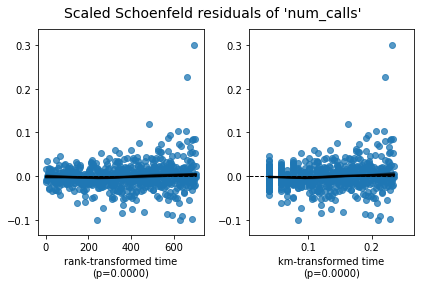 Scaled Schoenfeld residuals of 'num_calls'
0.3
0.2
0.1
0.0
−0.1
0 200 400 600
rank-transformed time
(p=0.0000)
0.3
0.2
0.1
0.0
−0.1
0.1 0.2
km-transformed time
(p=0.0000)